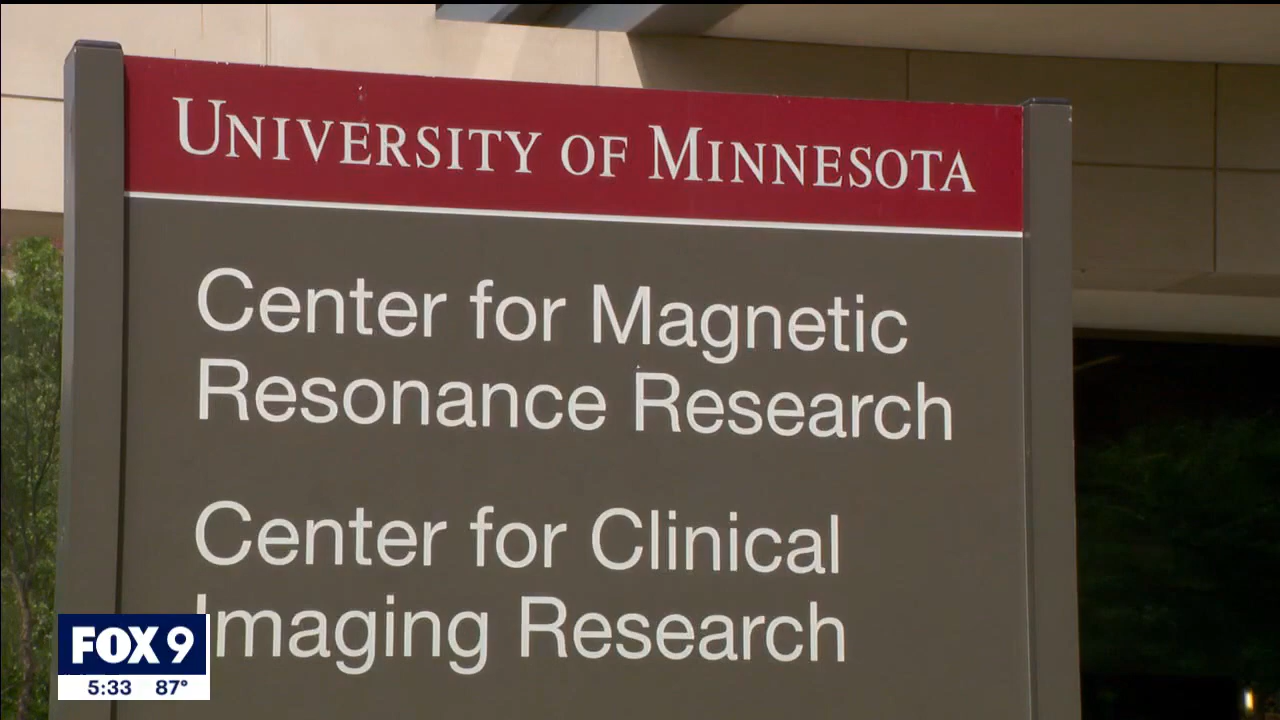 UNIVERSITY OF MINNESOTA
Center for Magnetic
Resonance Research
Center for Clinical
Imaging Research
FOX 9
5:33 87°